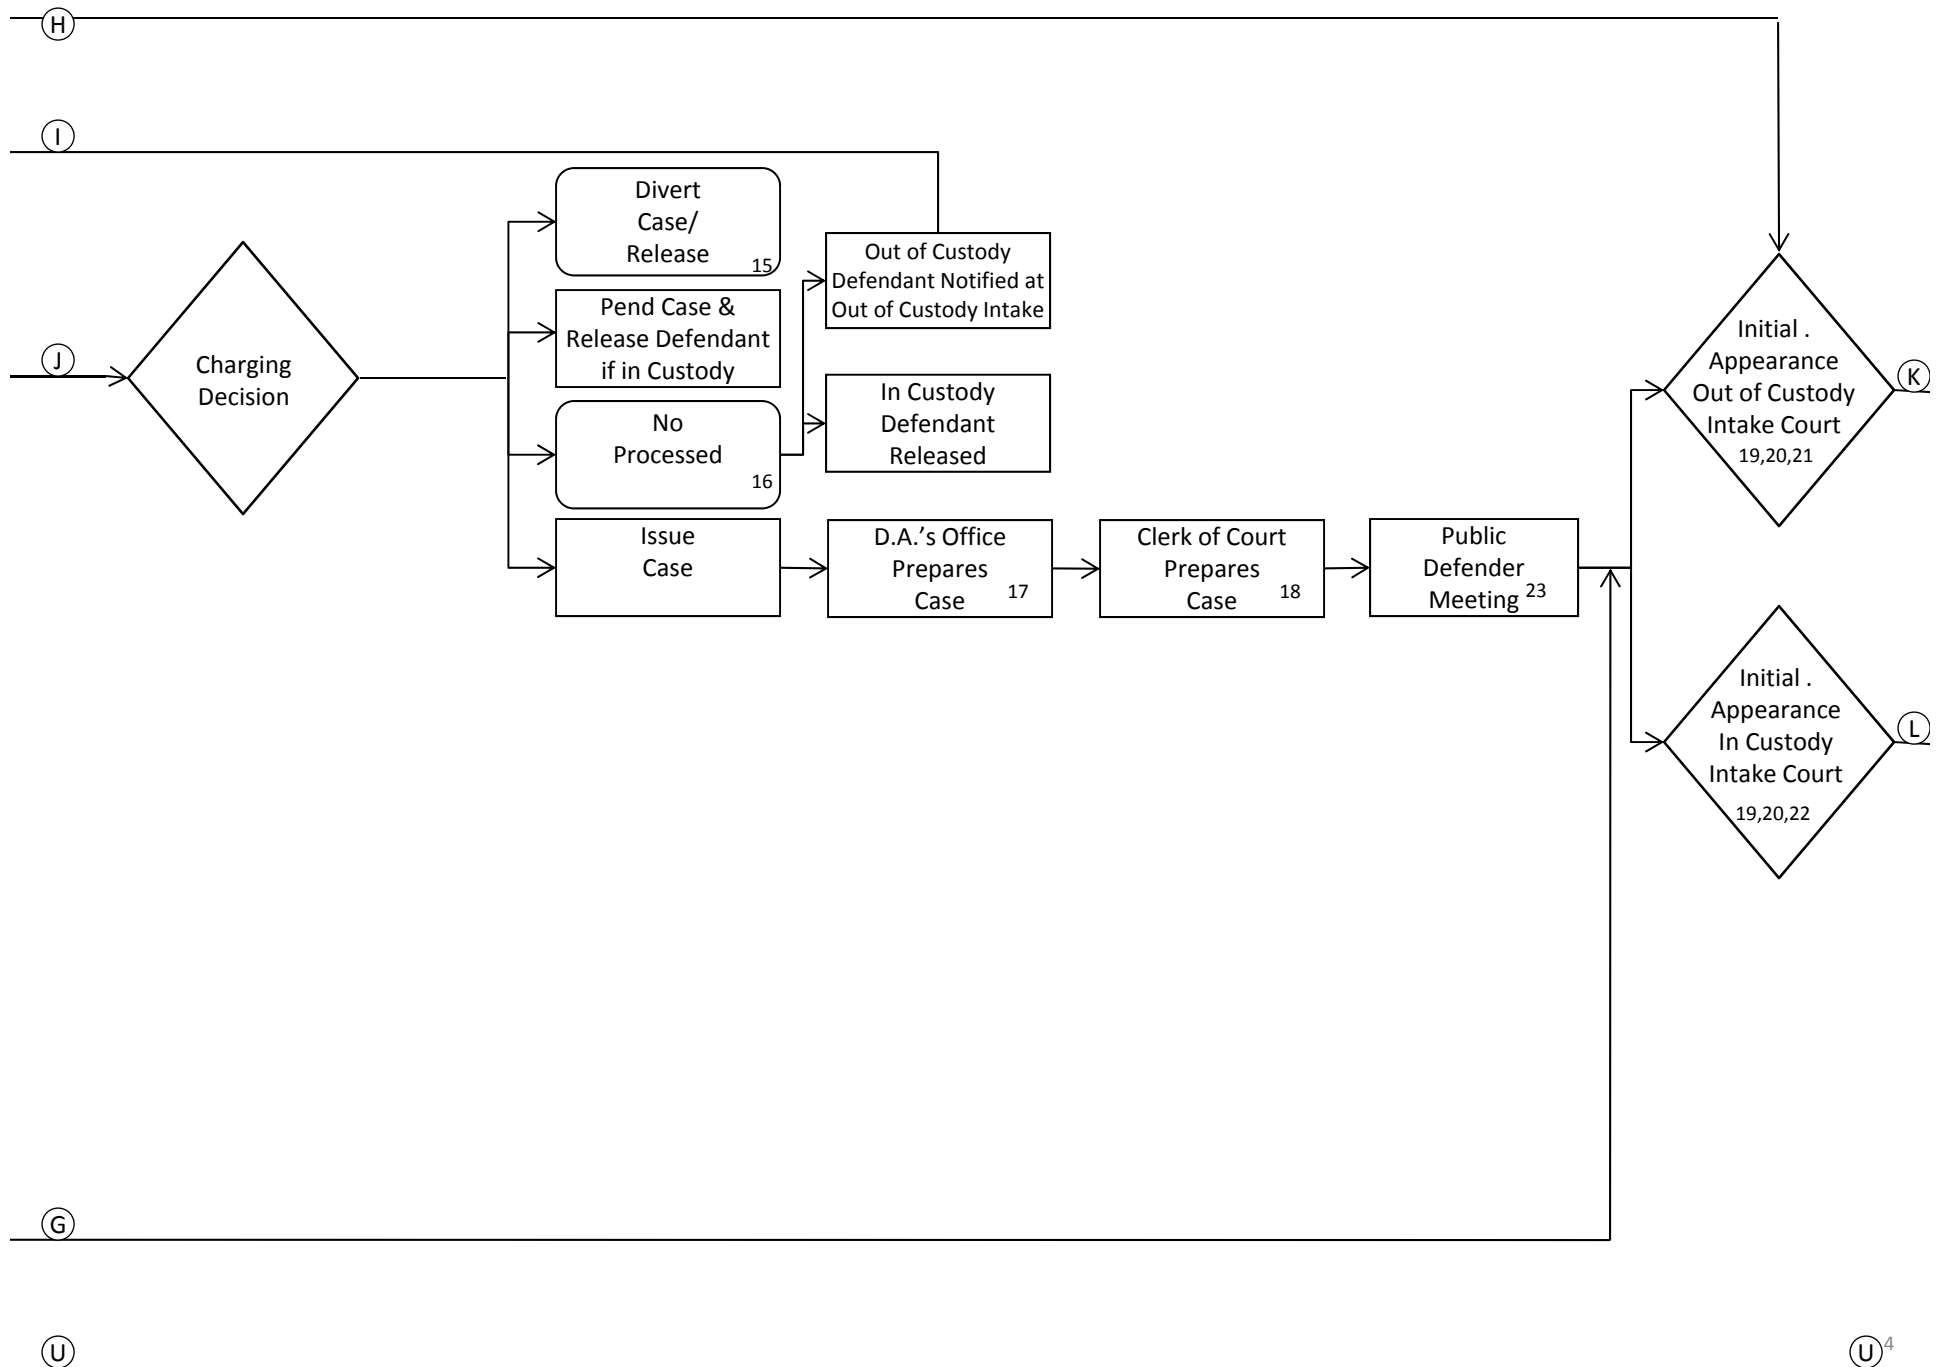 H
I
Divert
Case/
Release
15
Out of Custody
Defendant Notified at
Out of Custody Intake
Pend Case &
Release Defendant
if in Custody
J
Charging
Decision
In Custody
Defendant
Released
No
Processed
16
Initial .
Appearance
Out of Custody
Intake Court
19,20,21
K
Issue
Case
D.A.’s Office
Prepares
Case 17
Clerk of Court
Prepares
Case 18
Public
Defender
Meeting 23
Initial .
Appearance
In Custody
Intake Court
19,20,22
L
G
U
U 4